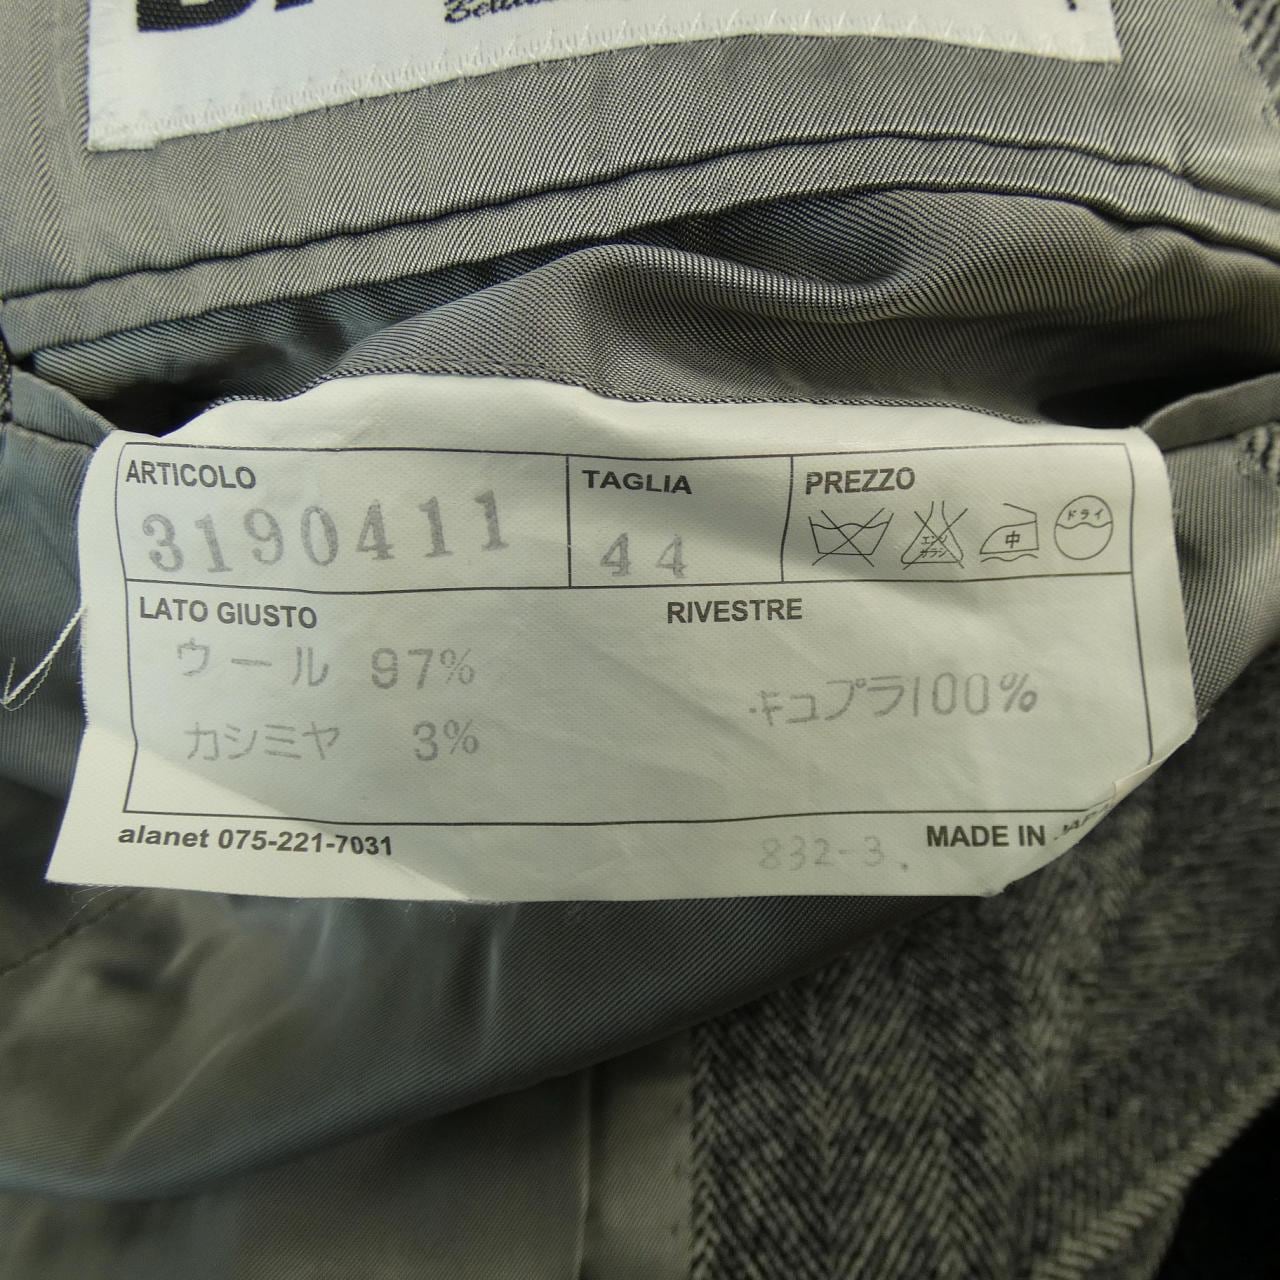 ARTICOLO TAGLIA PREZZO
3190411 44
エンソ
サラシ
中
ドライ
LATO GIUSTO RIVESTRE
ウール 97%
キュプラ100%
カシミヤ 3%
alanet 075-221-7031 832-3. MADE IN